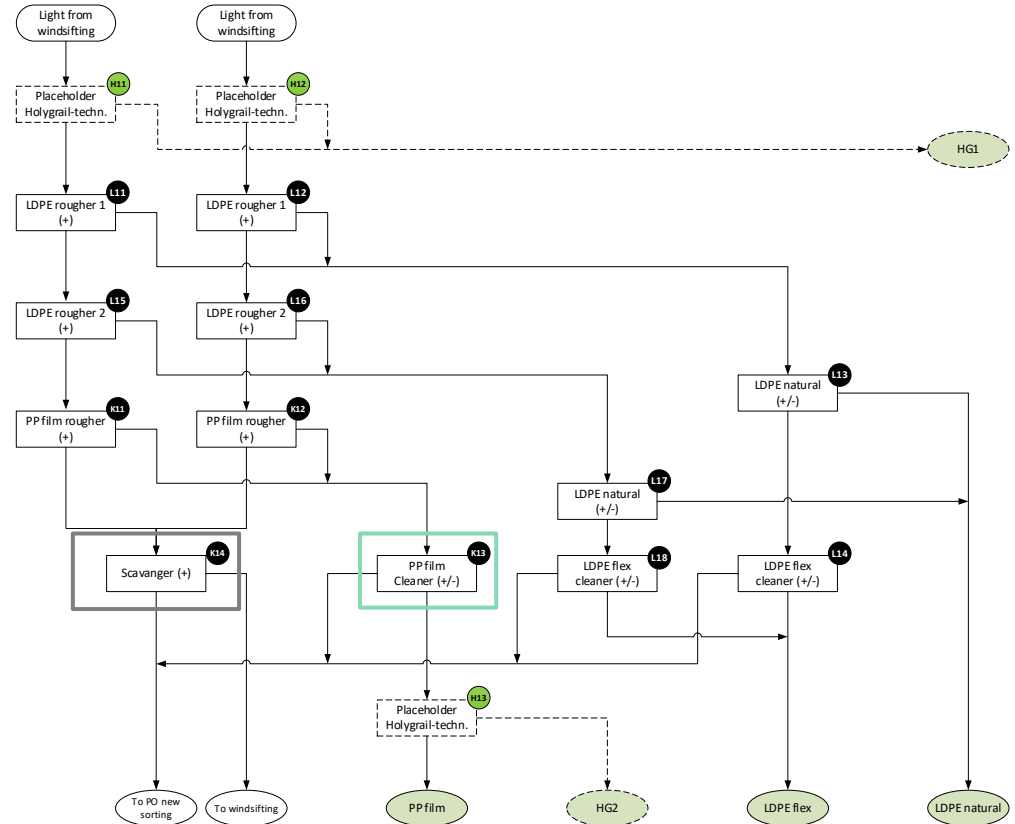 Light from
windsifting
Light from
windsifting
H11
H12
Placeholder
Holygrail-techn.
Placeholder
Holygrail-techn.
HG1
L11
L12
LDPE rougher 1
(+)
LDPE rougher 1
(+)
L15
L16
LDPE rougher 2
(+)
LDPE rougher 2
(+)
L13
LDPE natural
(+/-)
K11
K12
PP film rougher
(+)
PP film rougher
(+)
L17
LDPE natural
(+/-)
K14
Scavanger (+)
K13
PP film
Cleaner (+/-)
L18
LDPE flex
cleaner (+/-)
L14
LDPE flex
cleaner (+/-)
H13
Placeholder
Holygrail-techn.
To PO new
sorting
To windsifting
PP film
HG2
LDPE flex
LDPE natural